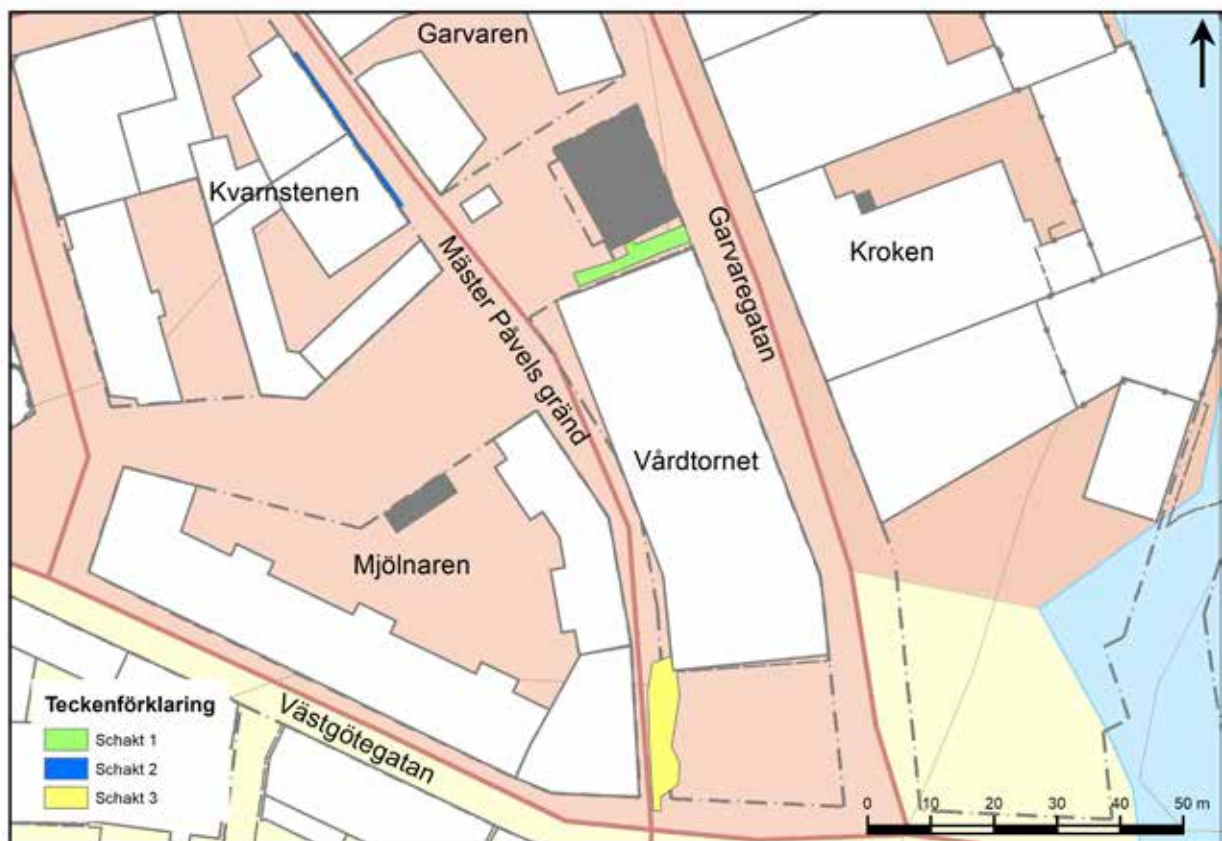 Garvaren
Kvarnstenen
Mäster Påvels gränd
Garvaregatan
Kroken
Vårdtornet
Mjölnaren
Västgötegatan
Teckenförklaring
Schakt 1
Schakt 2
Schakt 3
0 10 20 30 40 50 m